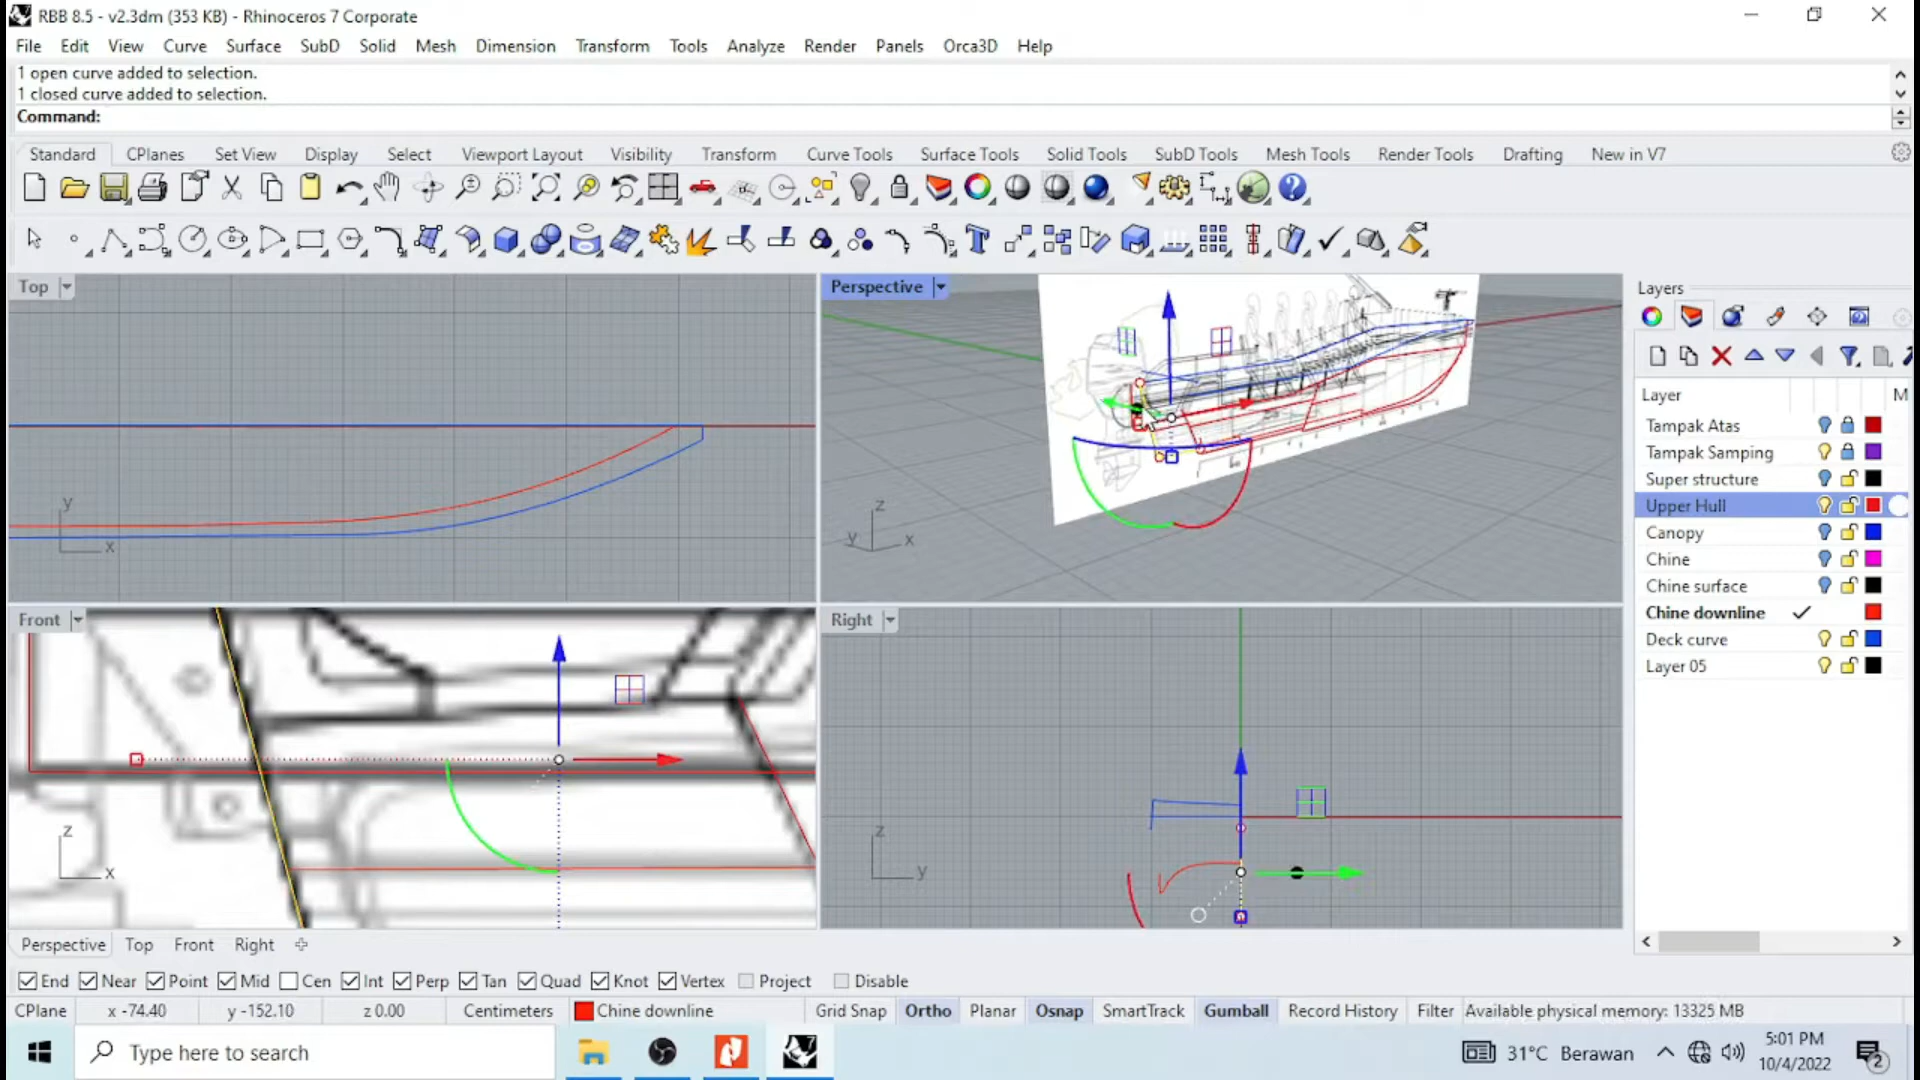 RBB 8.5 - v2.3dm (353 KB) - Rhinoceros 7 Corporate
File Edit View Curve Surface SubD Solid Mesh Dimension Transform Tools Analyze Render Panels Orca3D Help
1 open curve added to selection.
1 closed curve added to selection.
Command:
Standard CPlanes Set View Display Select Viewport Layout Visibility Transform Curve Tools Surface Tools Solid Tools SubD Tools Mesh Tools Render Tools Drafting New in V7
Top
Perspective
Layers
Layer M
Tampak Atas
Tampak Samping
Super structure
Upper Hull
Canopy
Chine
Chine surface
Chine downline
Deck curve
Layer 05
y
x
z
y
x
Front
Right
z
x
z
y
Perspective Top Front Right
End Near Point Mid Cen Int Perp Tan Quad Knot Vertex Project Disable
CPlane x -74.40 y -152.10 z 0.00 Centimeters Chine downline Grid Snap Ortho Planar Osnap SmartTrack Gumball Record History Filter Available physical memory: 13325 MB
Type here to search
31°C Berawan
5:01 PM
10/4/2022
2